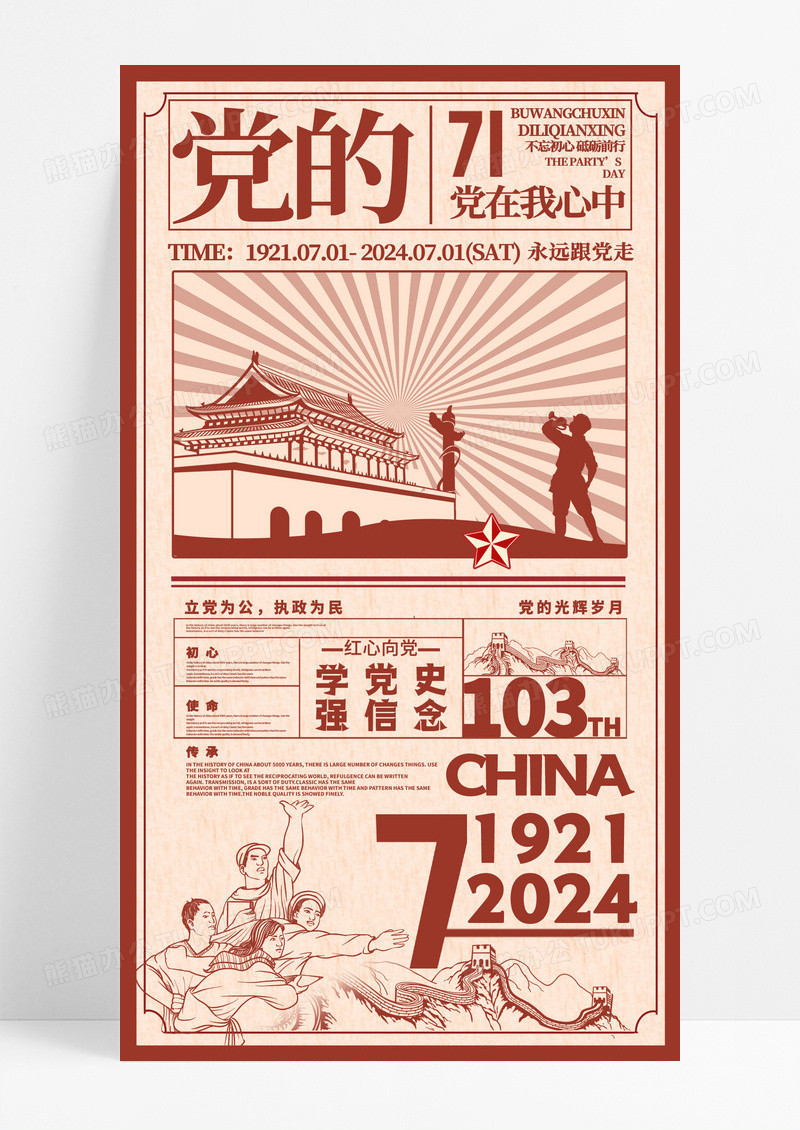 党的
71
BUWANGCHUXIN
DILIQIANXING
不忘初心 砥砺前行
THE PARTY'S
DAY
党在我心中
TIME: 1921.07.01- 2024.07.01(SAT) 永远跟党走
立党为公，执政为民
党的光辉岁月
初心
使命
—红心向党—
学党史
强信念
103TH
CHINA
传承
IN THE HISTORY OF CHINA ABOUT 5000 YEARS, THERE IS LARGE NUMBER OF CHANGES THINGS. USE
THE INSIGHT TO LOOK AT
THE HISTORY AS IF TO SEE THE RECIPROCATING WORLD, REFULGENCE CAN BE WRITTEN
AGAIN. TRANSMISSION, IS A SORT OF DUTY.CLASSIC HAS THE SAME
BEHAVIOR WITH TIME, GRADE HAS THE SAME BEHAVIOR WITH TIME AND PATTERN HAS THE SAME
BEHAVIOR WITH TIME.THE NOBLE QUALITY IS SHOWED FINELY.
7
1921
2024
熊猫办公 TUKUPPT.COM